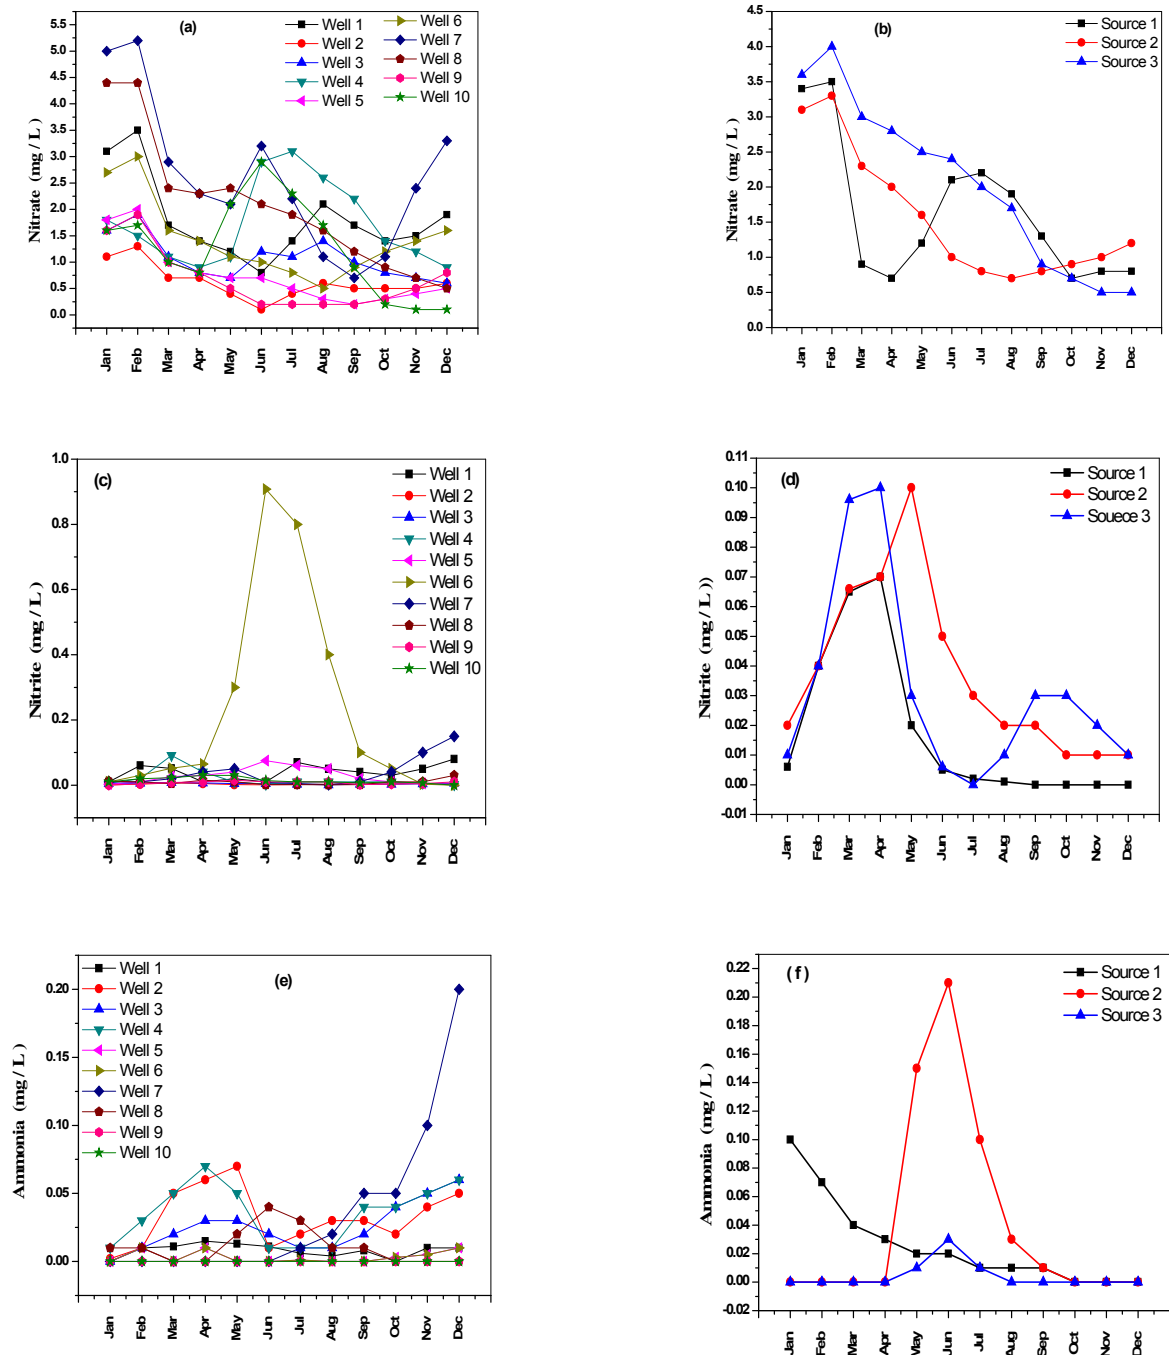 (a)
Well 1
Well 2
Well 3
Well 4
Well 5
Well 6
Well 7
Well 8
Well 9
Well 10
Nitrate (mg/L)
5.5
5.0
4.5
4.0
3.5
3.0
2.5
2.0
1.5
1.0
0.5
0.0
Jan
Feb
Mar
Apr
May
Jun
Jul
Aug
Sep
Oct
Nov
Dec
(b)
Source 1
Source 2
Source 3
Nitrate (mg/L)
4.5
4.0
3.5
3.0
2.5
2.0
1.5
1.0
0.5
0.0
Jan
Feb
Mar
Apr
May
Jun
Jul
Aug
Sep
Oct
Nov
Dec
(c)
Well 1
Well 2
Well 3
Well 4
Well 5
Well 6
Well 7
Well 8
Well 9
Well 10
Nitrite (mg/L)
1.0
0.8
0.6
0.4
0.2
0.0
Jan
Feb
Mar
Apr
May
Jun
Jul
Aug
Sep
Oct
Nov
Dec
(d)
Source 1
Source 2
Souece 3
Nitrite (mg/L))
0.11
0.10
0.09
0.08
0.07
0.06
0.05
0.04
0.03
0.02
0.01
0.00
-0.01
Jan
Feb
Mar
Apr
May
Jun
Jul
Aug
Sep
Oct
Nov
Dec
(e)
Well 1
Well 2
Well 3
Well 4
Well 5
Well 6
Well 7
Well 8
Well 9
Well 10
Ammonia (mg/L)
0.20
0.15
0.10
0.05
0.00
Jan
Feb
Mar
Apr
May
Jun
Jul
Aug
Sep
Oct
Nov
Dec
(f)
Source 1
Source 2
Source 3
Ammonia (mg/L)
0.22
0.20
0.18
0.16
0.14
0.12
0.10
0.08
0.06
0.04
0.02
0.00
-0.02
Jan
Feb
Mar
Apr
May
Jun
Jul
Aug
Sep
Oct
Nov
Dec